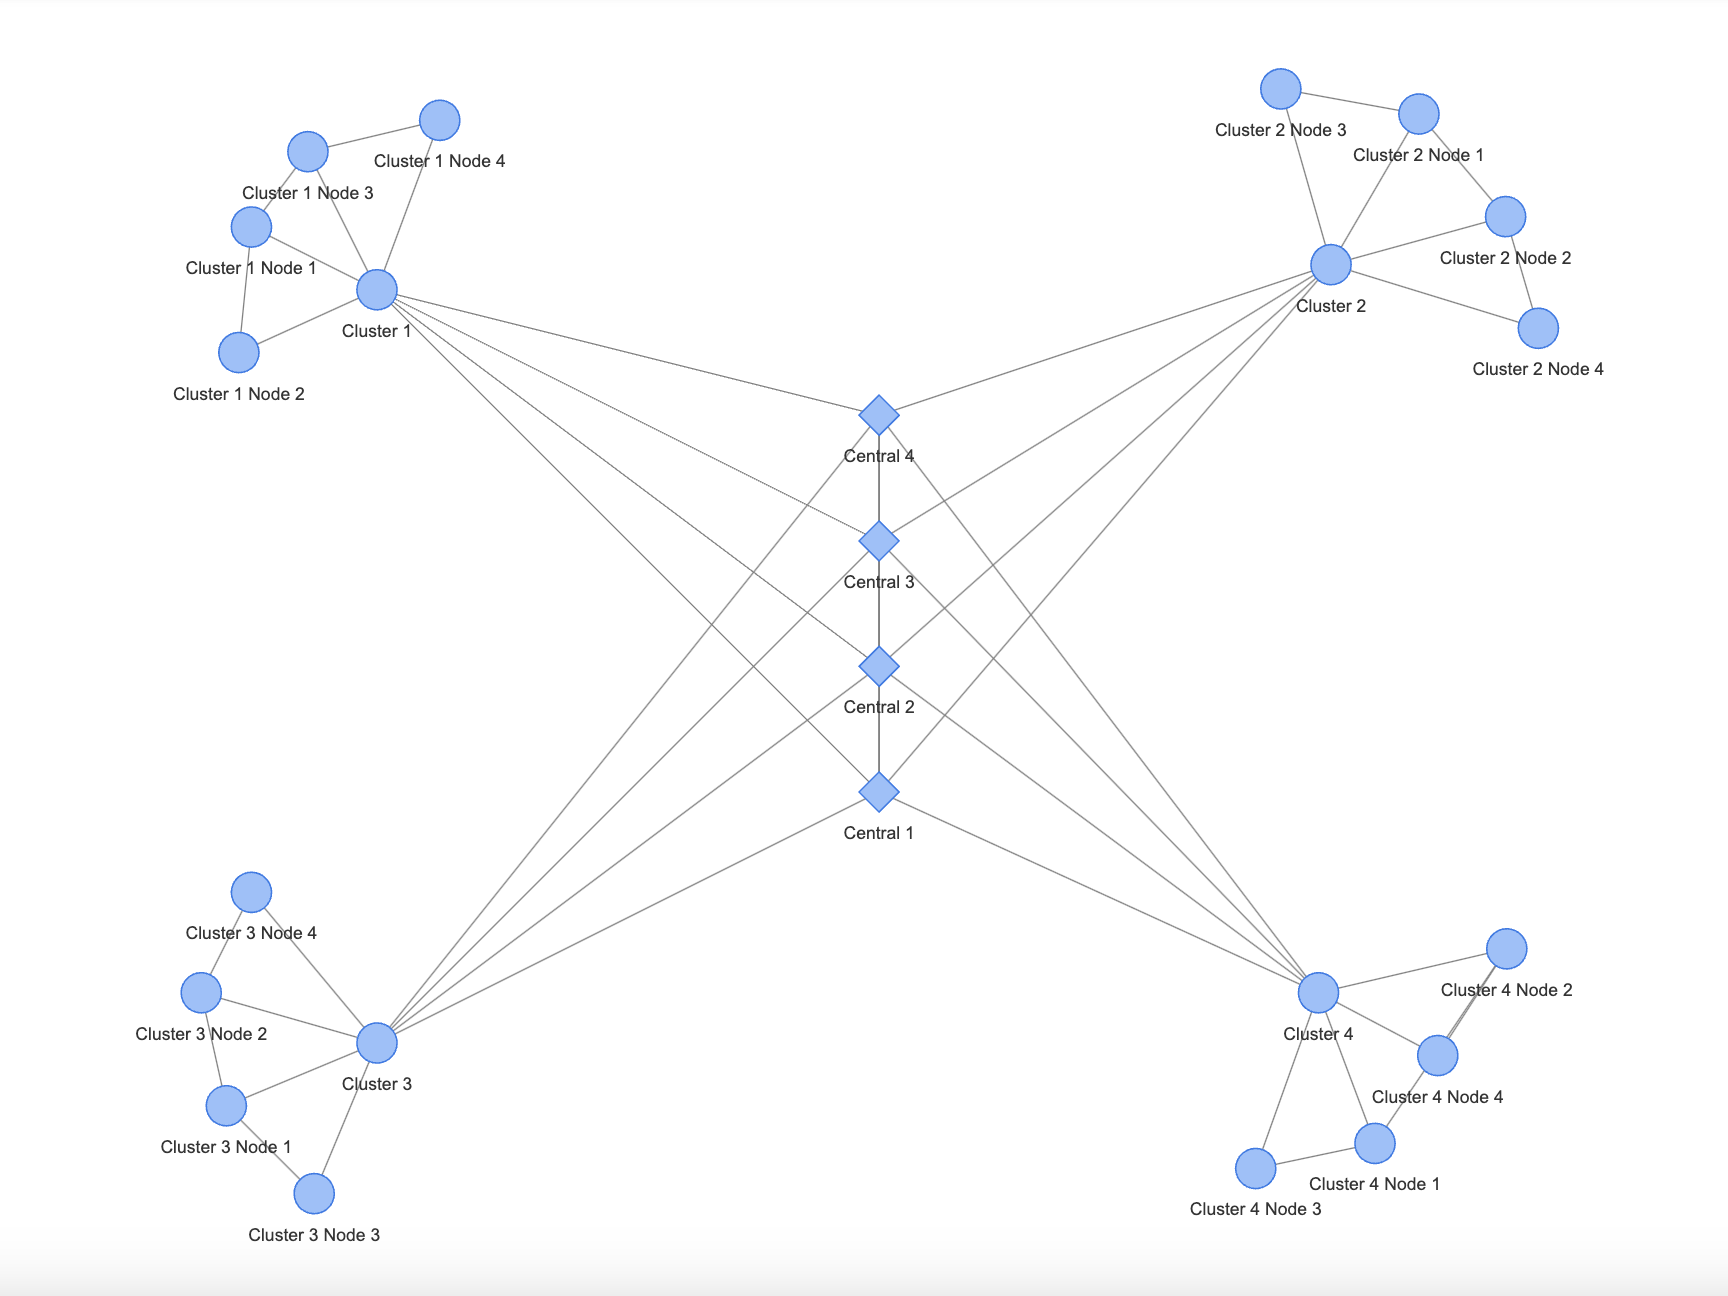 Cluster 2 Node 3
Cluster 2 Node 1
Cluster 1 Node 4
Cluster 1 Node 3
Cluster 2 Node 2
Cluster 1 Node 1
Cluster 2
Cluster 1
Cluster 2 Node 4
Cluster 1 Node 2
Central 4
Central 3
Central 2
Central 1
Cluster 3 Node 4
Cluster 4 Node 2
Cluster 3 Node 2
Cluster 4
Cluster 3
Cluster 4 Node 4
Cluster 3 Node 1
Cluster 4 Node 1
Cluster 4 Node 3
Cluster 3 Node 3